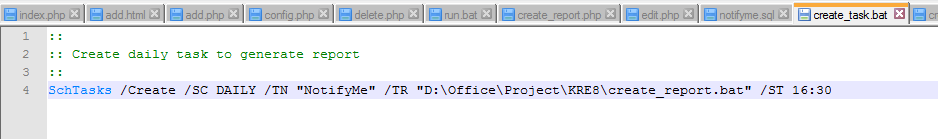 index.php add.html add.php config.php delete.php run.bat create_report.php edit.php notifyme.sql create_task.bat cr
1 ::
2 :: Create daily task to generate report
3 ::
4 SchTasks /Create /SC DAILY /TN "NotifyMe" /TR "D:\Office\Project\KRE8\create_report.bat" /ST 16:30